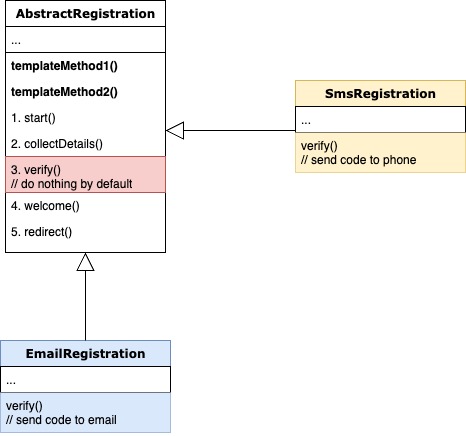 AbstractRegistration
...
templateMethod1()
templateMethod2()
1. start()
2. collectDetails()
3. verify()
// do nothing by default
4. welcome()
5. redirect()
SmsRegistration
...
verify()
// send code to phone
EmailRegistration
...
verify()
// send code to email